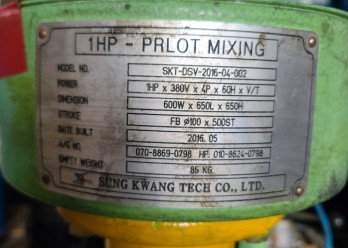 1HP - PRLOT MIXING
MODEL NO. SKT-DSV-2016-04-002
POWER 1HP x 380V x 4P x 60H x V/T
DIMENSION 600W x 650L x 650H
STROKE FB Ø100 x 500ST
DATE BUILT 2016. 05
A/S NO. 070-8869-0798 HP. 010-8624-0798
EMPTY WEIGHT 85 KG
SUNG KWANG TECH CO., LTD.